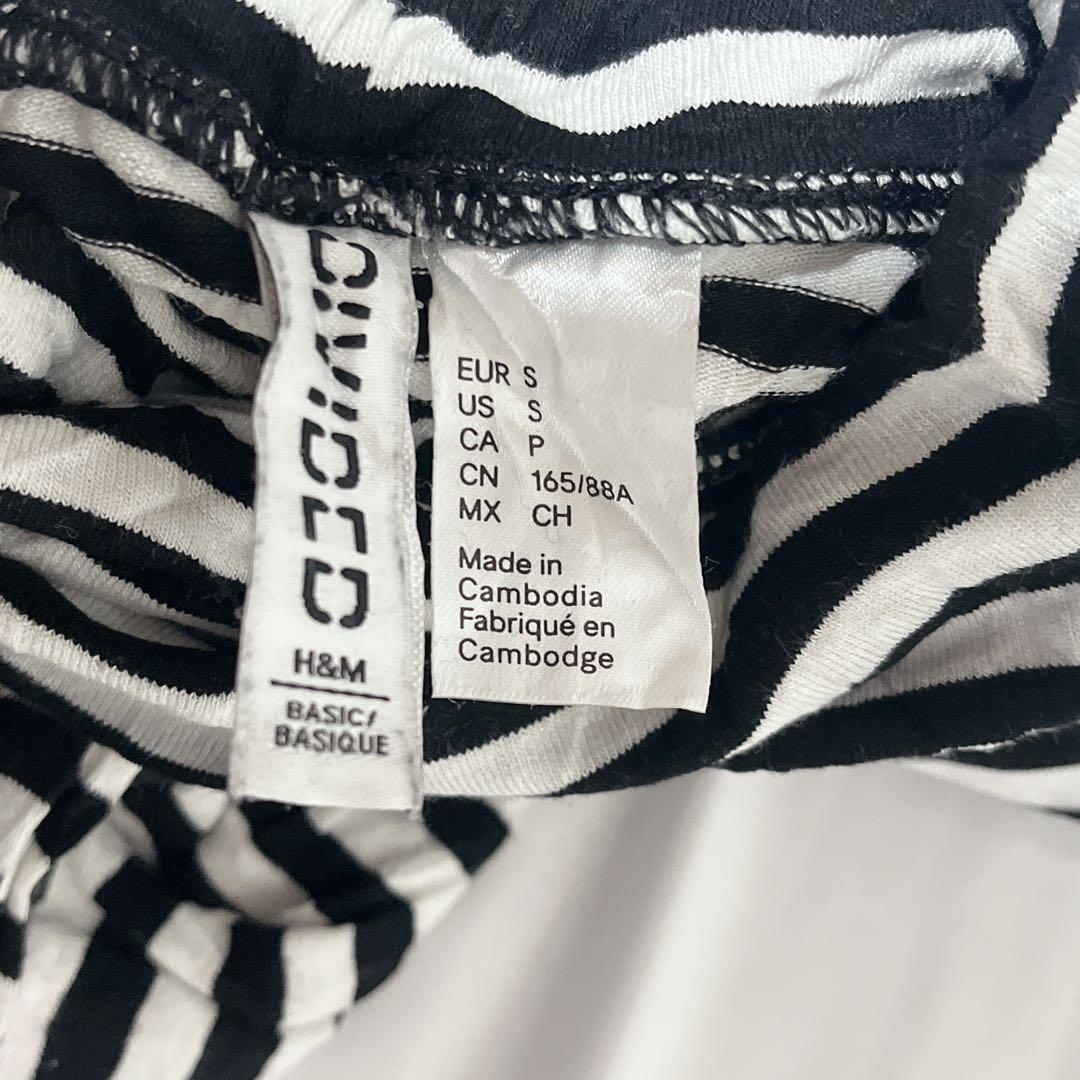 DIVIDED
H&M
BASIC/
BASIQUE
EUR S
US S
CA P
CN 165/88A
MX CH
Made in
Cambodia
Fabriqué en
Cambodge